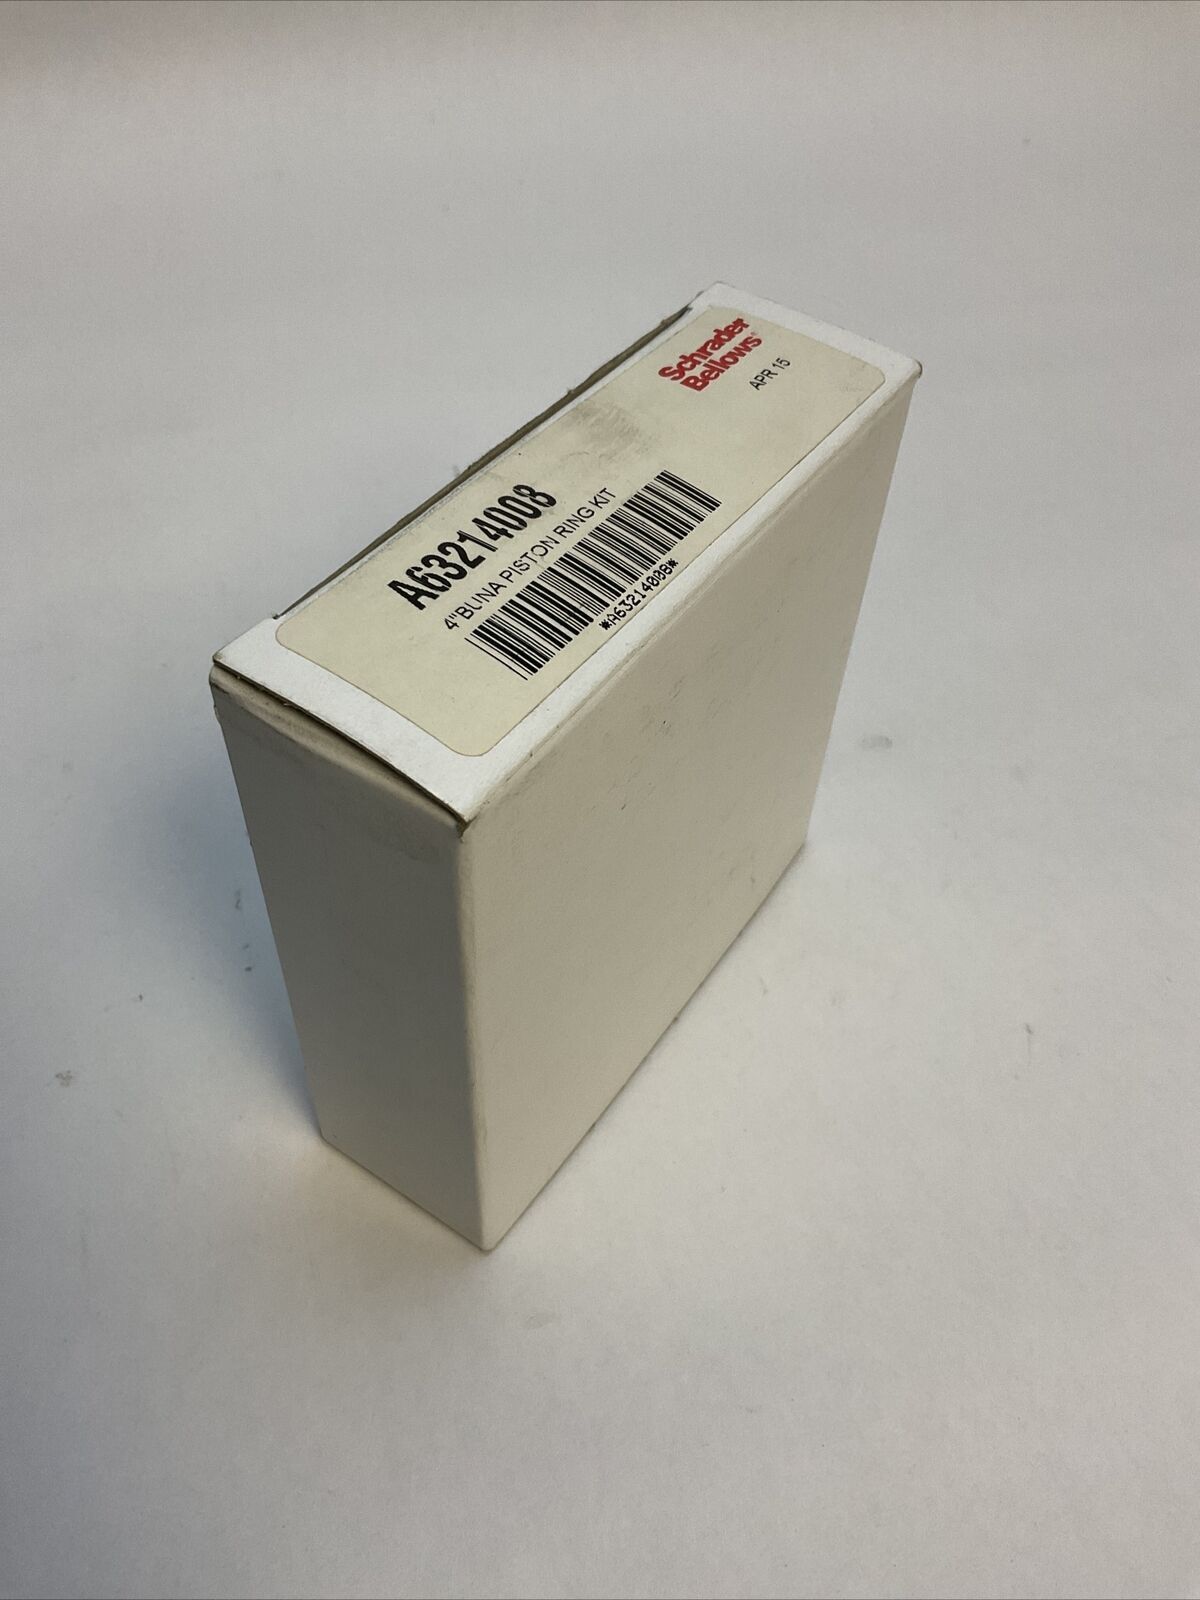 Schrader
Bellows®
APR 15
A63214008
4"BUNA PISTON RING KIT
*A63214008*